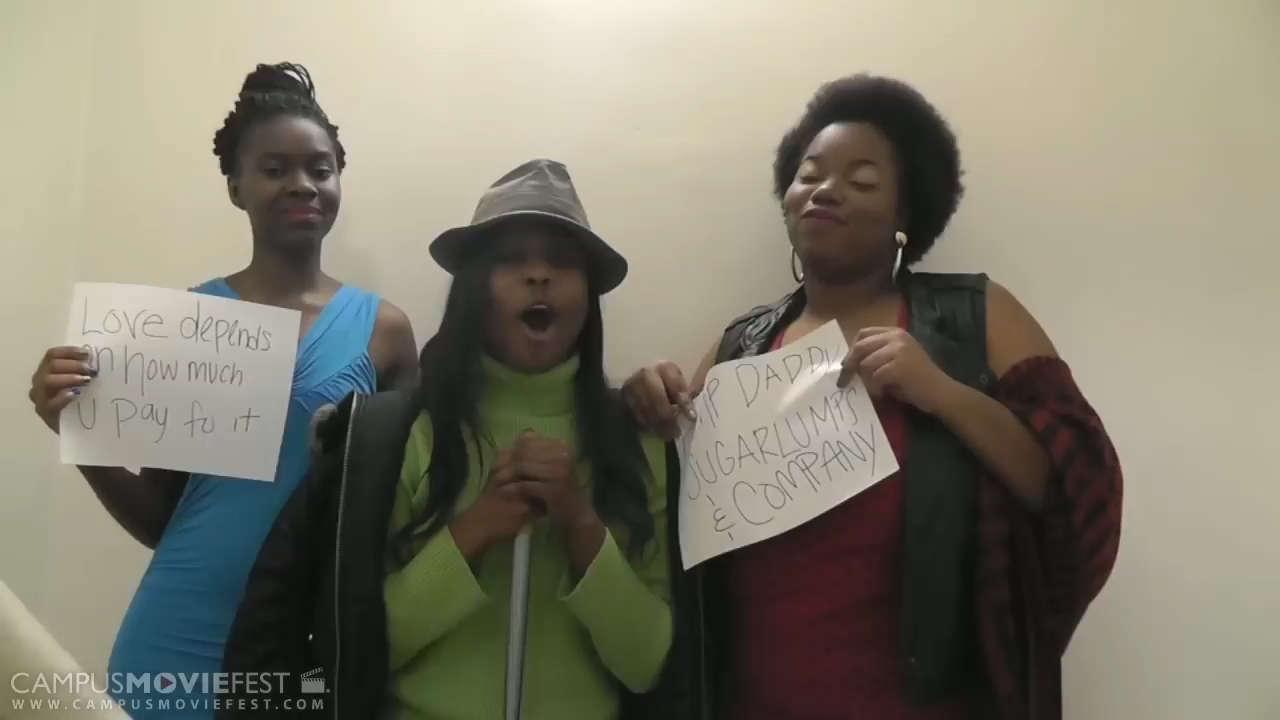 Love depends
on how much
U pay fo it
DADDY
SUGARLUMPS
& COMPANY
CAMPUSMOVIEFEST
WWW.CAMPUSMOVIEFEST.COM